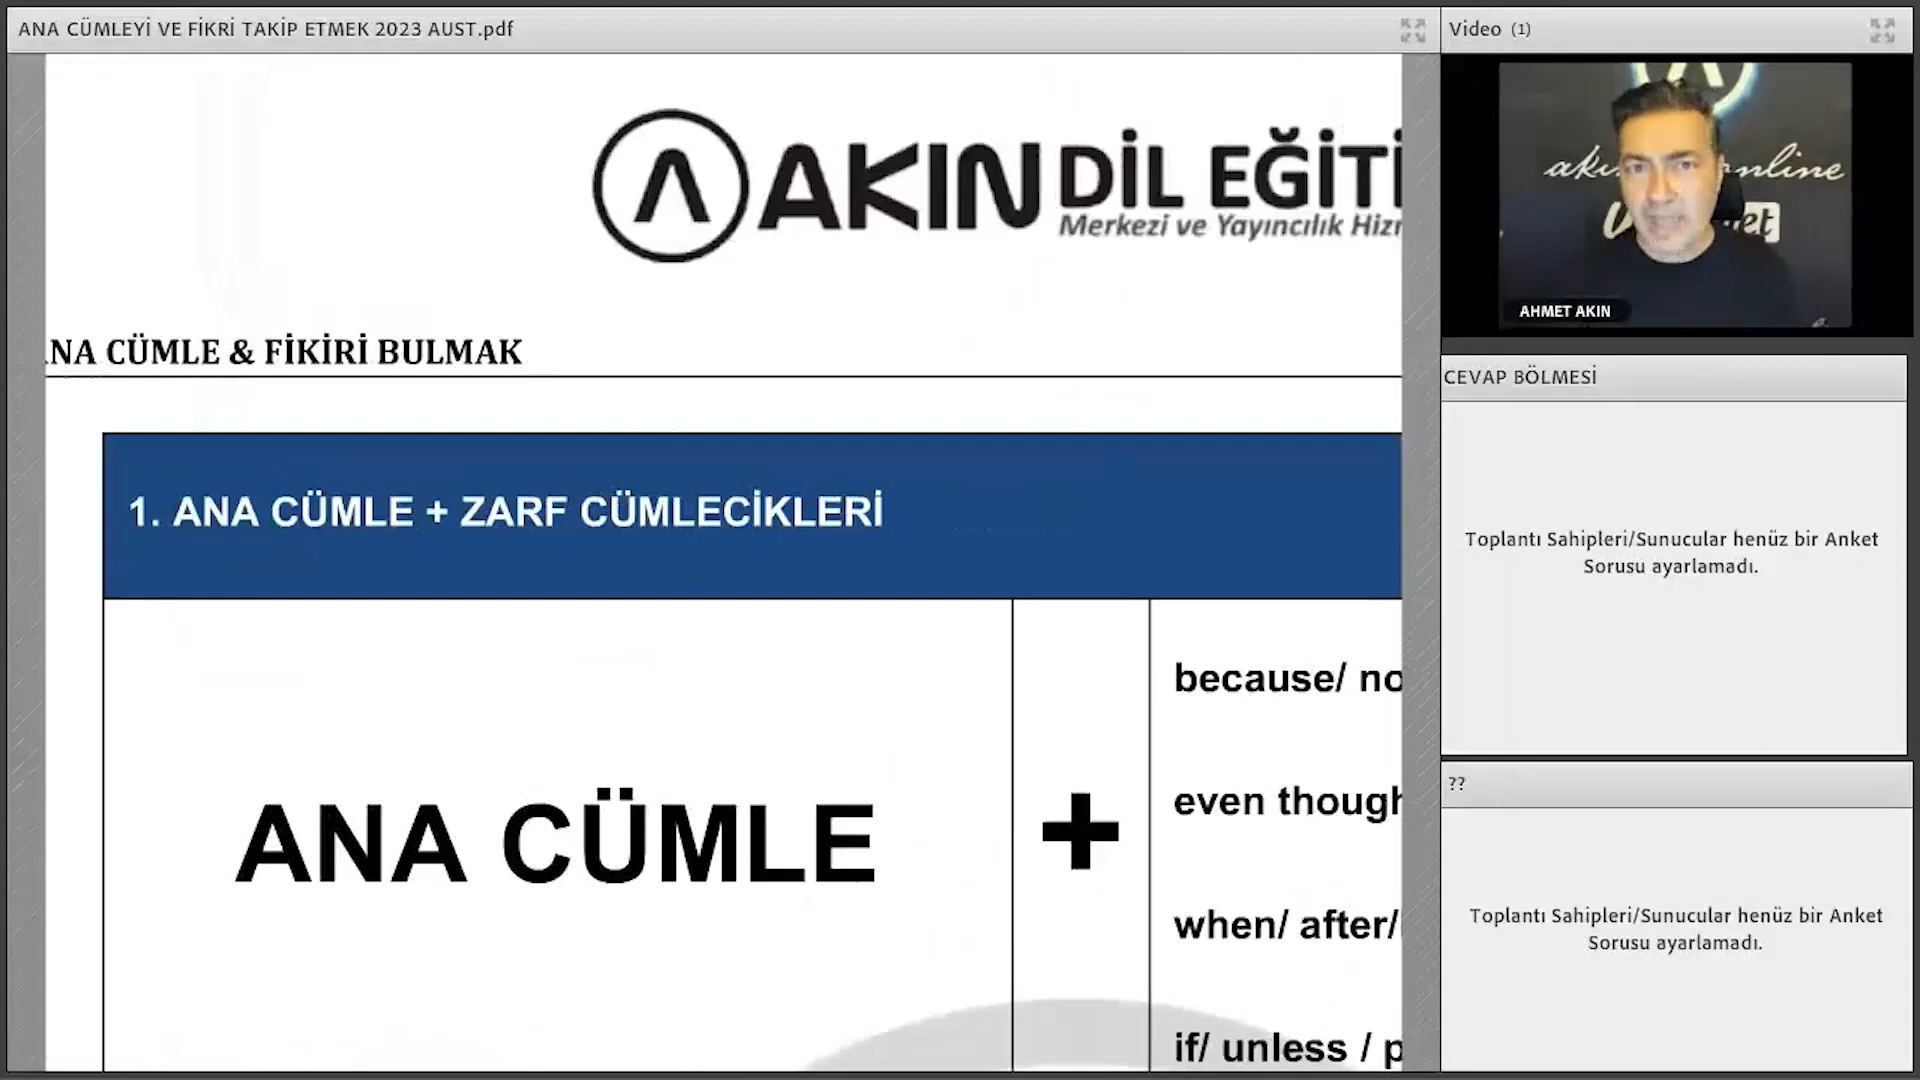 ANA CÜMLEYİ VE FİKRİ TAKİP ETMEK 2023 AUST.pdf
AKIN DİL EĞİTİ
Merkezi ve Yayıncılık Hizr
NA CÜMLE & FİKİRİ BULMAK
1. ANA CÜMLE + ZARF CÜMLECİKLERİ
ANA CÜMLE
+
because/ no
even though
when/ after/
if/ unless / p
Video (1)
nline
AHMET AKIN
CEVAP BÖLMESİ
Toplantı Sahipleri/Sunucular henüz bir Anket
Sorusu ayarlamadı.
??
Toplantı Sahipleri/Sunucular henüz bir Anket
Sorusu ayarlamadı.